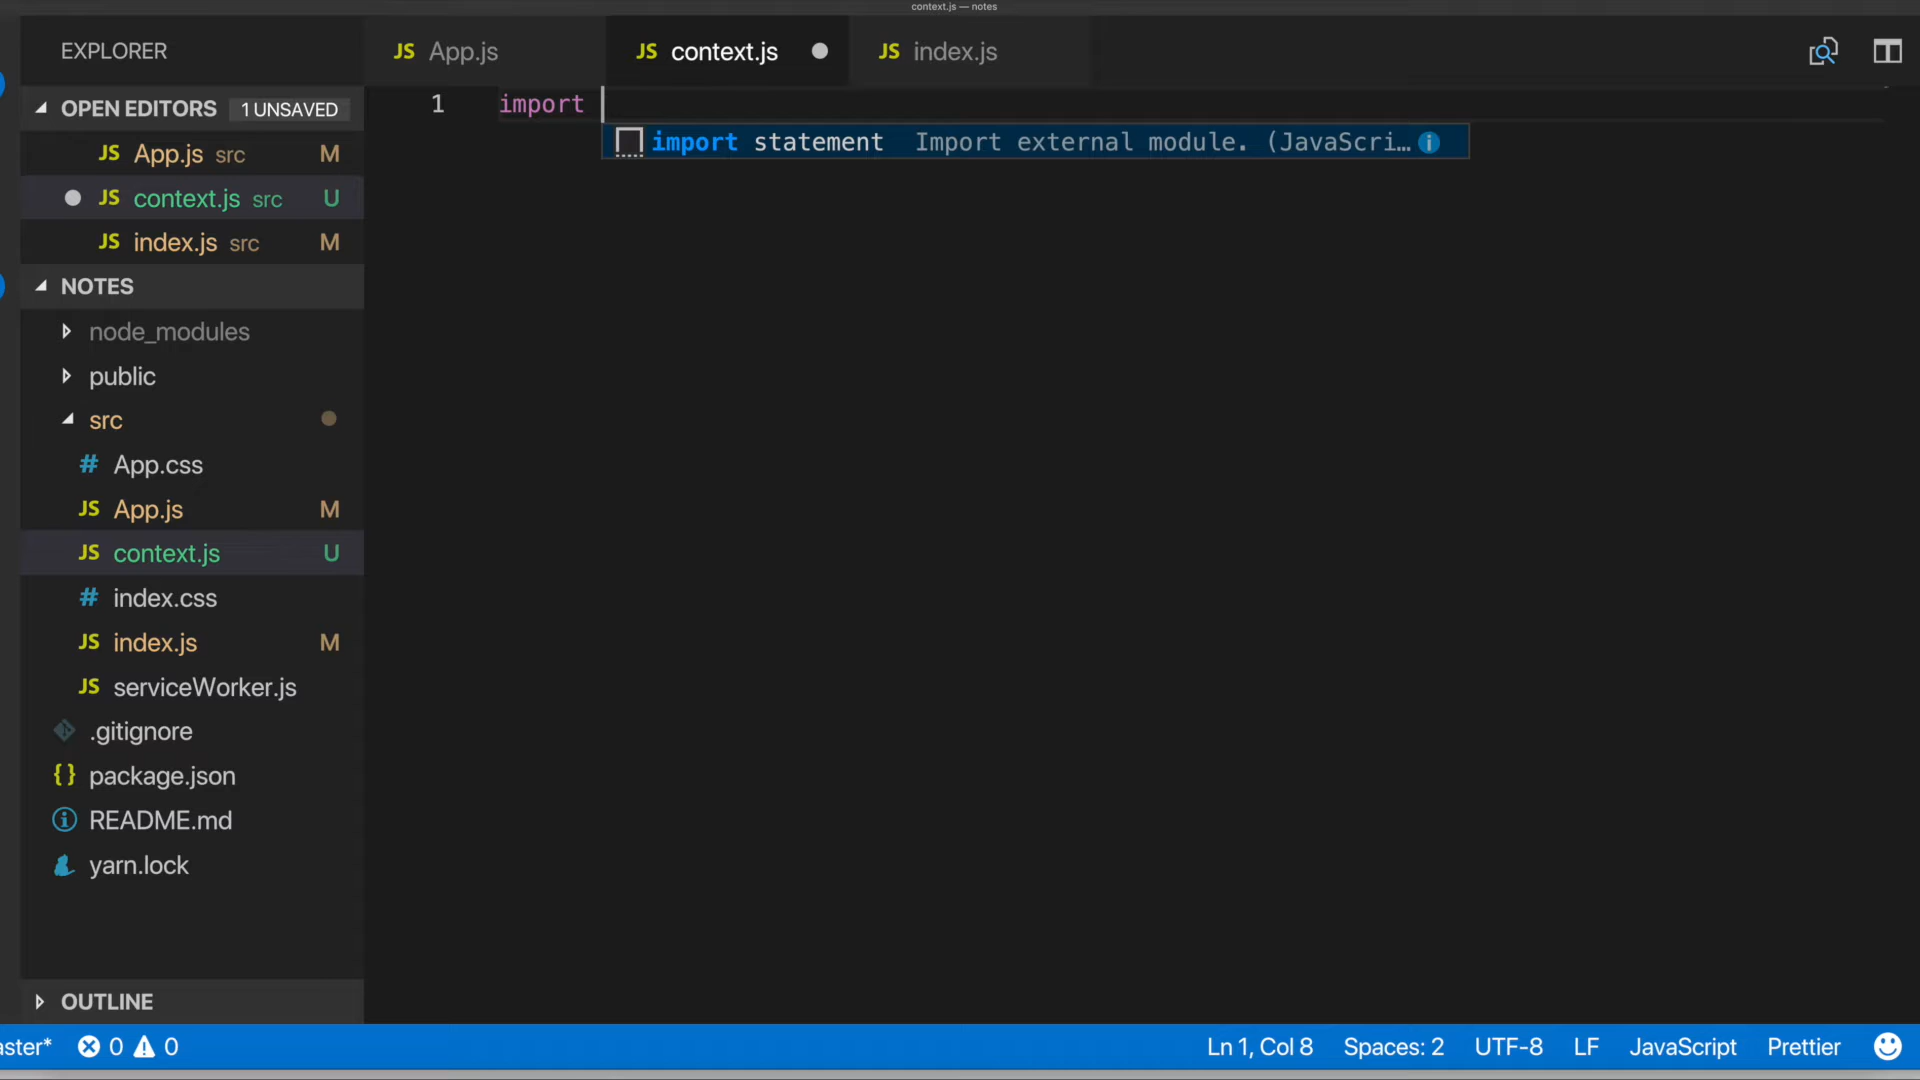 context.js — notes
EXPLORER
JS App.js
JS context.js
JS index.js
OPEN EDITORS 1 UNSAVED
JS App.js src M
JS context.js src U
JS index.js src M
NOTES
node_modules
public
src
# App.css
JS App.js M
JS context.js U
# index.css
JS index.js M
JS serviceWorker.js
.gitignore
{} package.json
README.md
yarn.lock
OUTLINE
1 import
import statement Import external module. (JavaScri…
aster* 0 0 Ln 1, Col 8 Spaces: 2 UTF-8 LF JavaScript Prettier